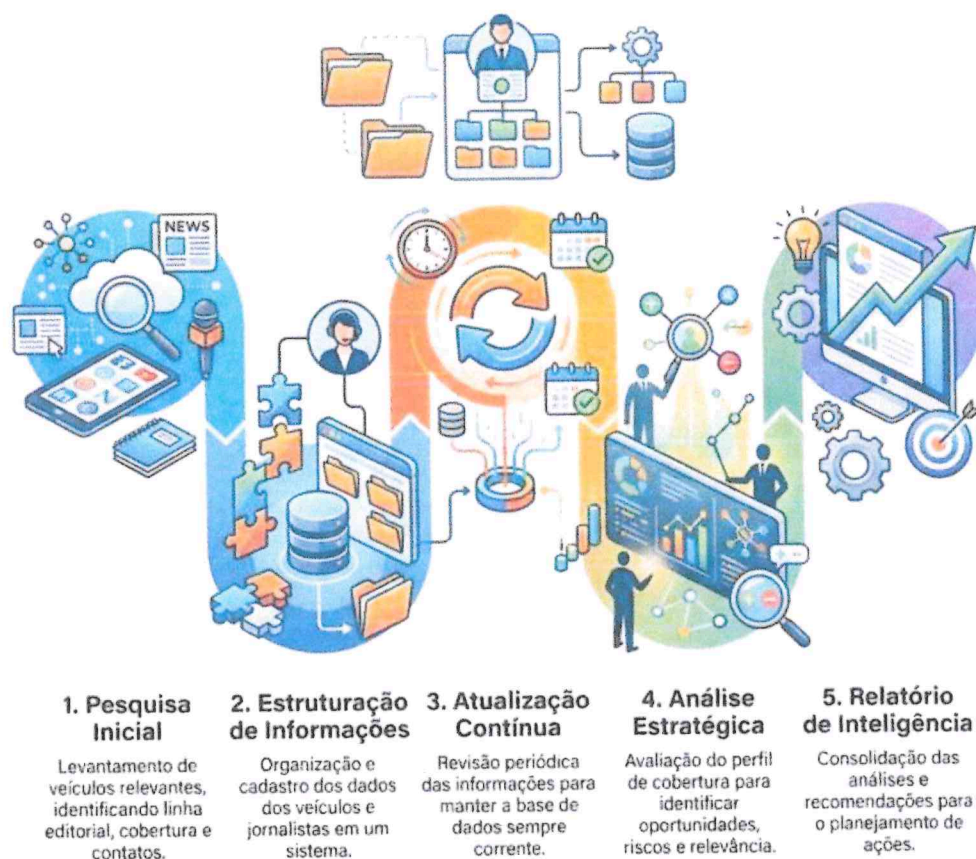 NEWS
1. Pesquisa
Inicial
Levantamento de
veículos relevantes,
identificando linha
editorial, cobertura e
contatos.
2. Estruturação
de Informações
Organização e
cadastro dos dados
dos veículos e
jornalistas em um
sistema.
3. Atualização
Contínua
Revisão periódica
das informações para
manter a base de
dados sempre
corrente.
4. Análise
Estratégica
Avaliação do perfil
de cobertura para
identificar
oportunidades,
riscos e relevância.
5. Relatório
de Inteligência
Consolidação das
análises e
recomendações para
o planejamento de
ações.